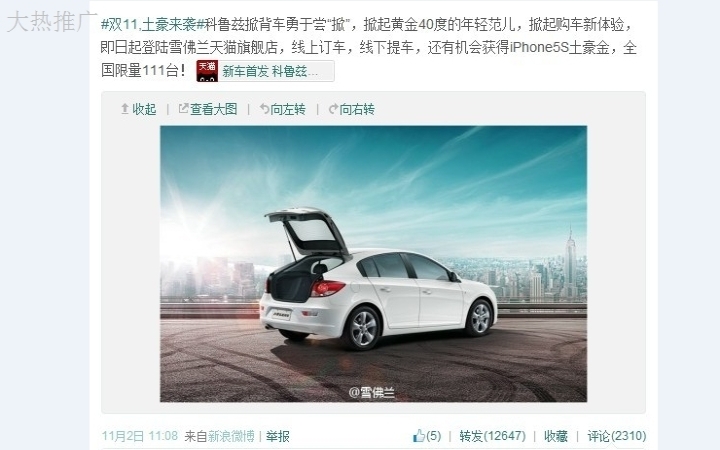 大热推广
#双11,土豪来袭#科鲁兹掀背车勇于尝“掀”，掀起黄金40度的年轻范儿，掀起购车新体验，
即日起登陆雪佛兰天猫旗舰店，线上订车，线下提车，还有机会获得iPhone5S土豪金，全
国限量111台！ 天猫 新车首发 科鲁兹...
收起 | 查看大图 | 向左转 | 向右转
@雪佛兰
11月2日 11:08 来自新浪微博 | 举报 (5) | 转发(12647) | 收藏 | 评论(2310)